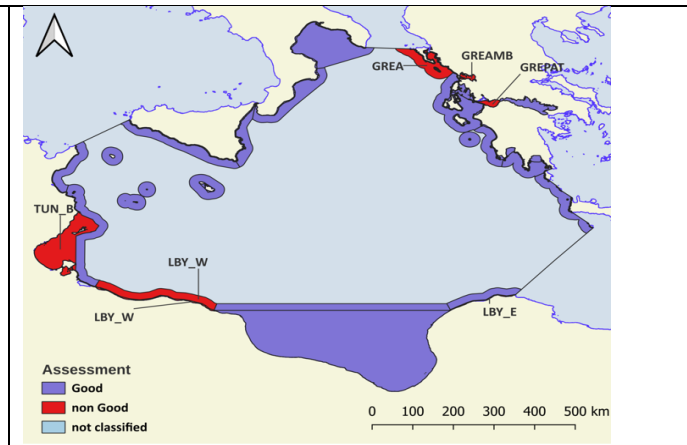 GREA
GREAMB
GREPAT
TUN_B
LBY_W
LBY_W
LBY_E
Assessment
Good
non Good
not classified
0 100 200 300 400 500 km